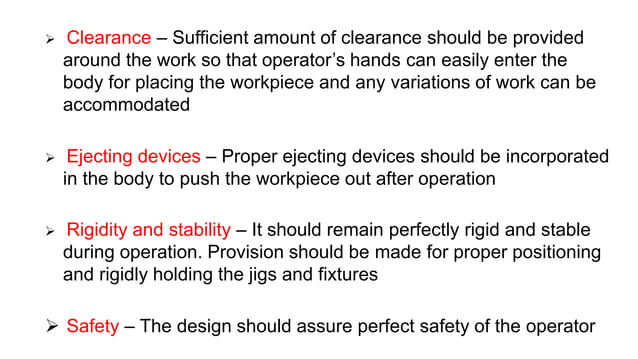 ➢ Clearance – Sufficient amount of clearance should be provided
around the work so that operator’s hands can easily enter the
body for placing the workpiece and any variations of work can be
accommodated
➢ Ejecting devices – Proper ejecting devices should be incorporated
in the body to push the workpiece out after operation
➢ Rigidity and stability – It should remain perfectly rigid and stable
during operation. Provision should be made for proper positioning
and rigidly holding the jigs and fixtures
➢ Safety – The design should assure perfect safety of the operator